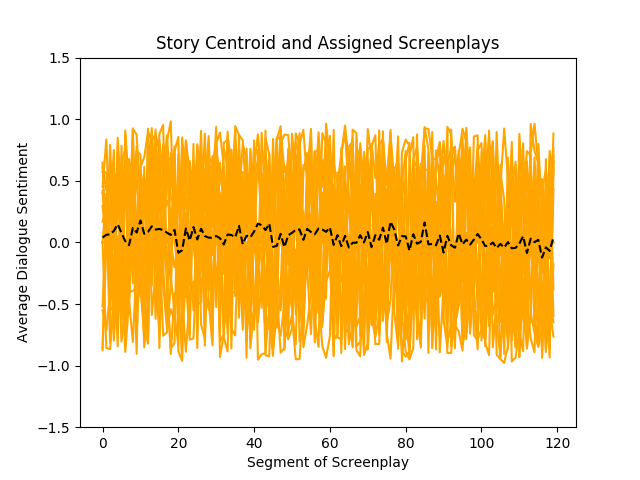 Story Centroid and Assigned Screenplays
1.5
1.0
0.5
0.0
−0.5
−1.0
−1.5
Average Dialogue Sentiment
0 20 40 60 80 100 120
Segment of Screenplay